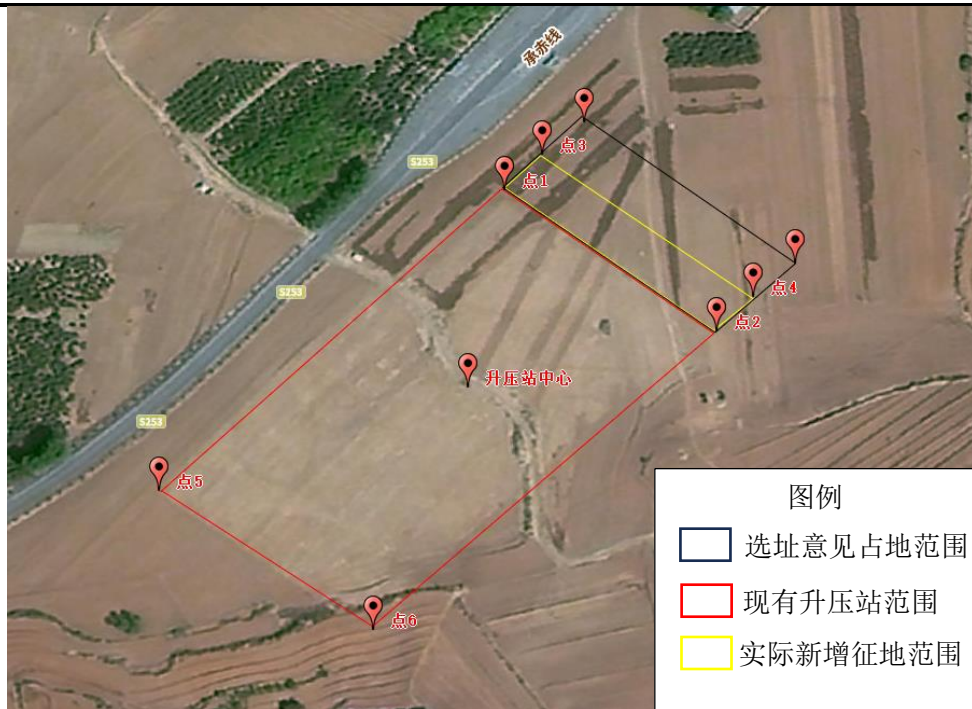 承赤线
点3
S253
点1
点4
S253
点2
升压站中心
S253
点5
点6
图例
选址意见占地范围
现有升压站范围
实际新增征地范围